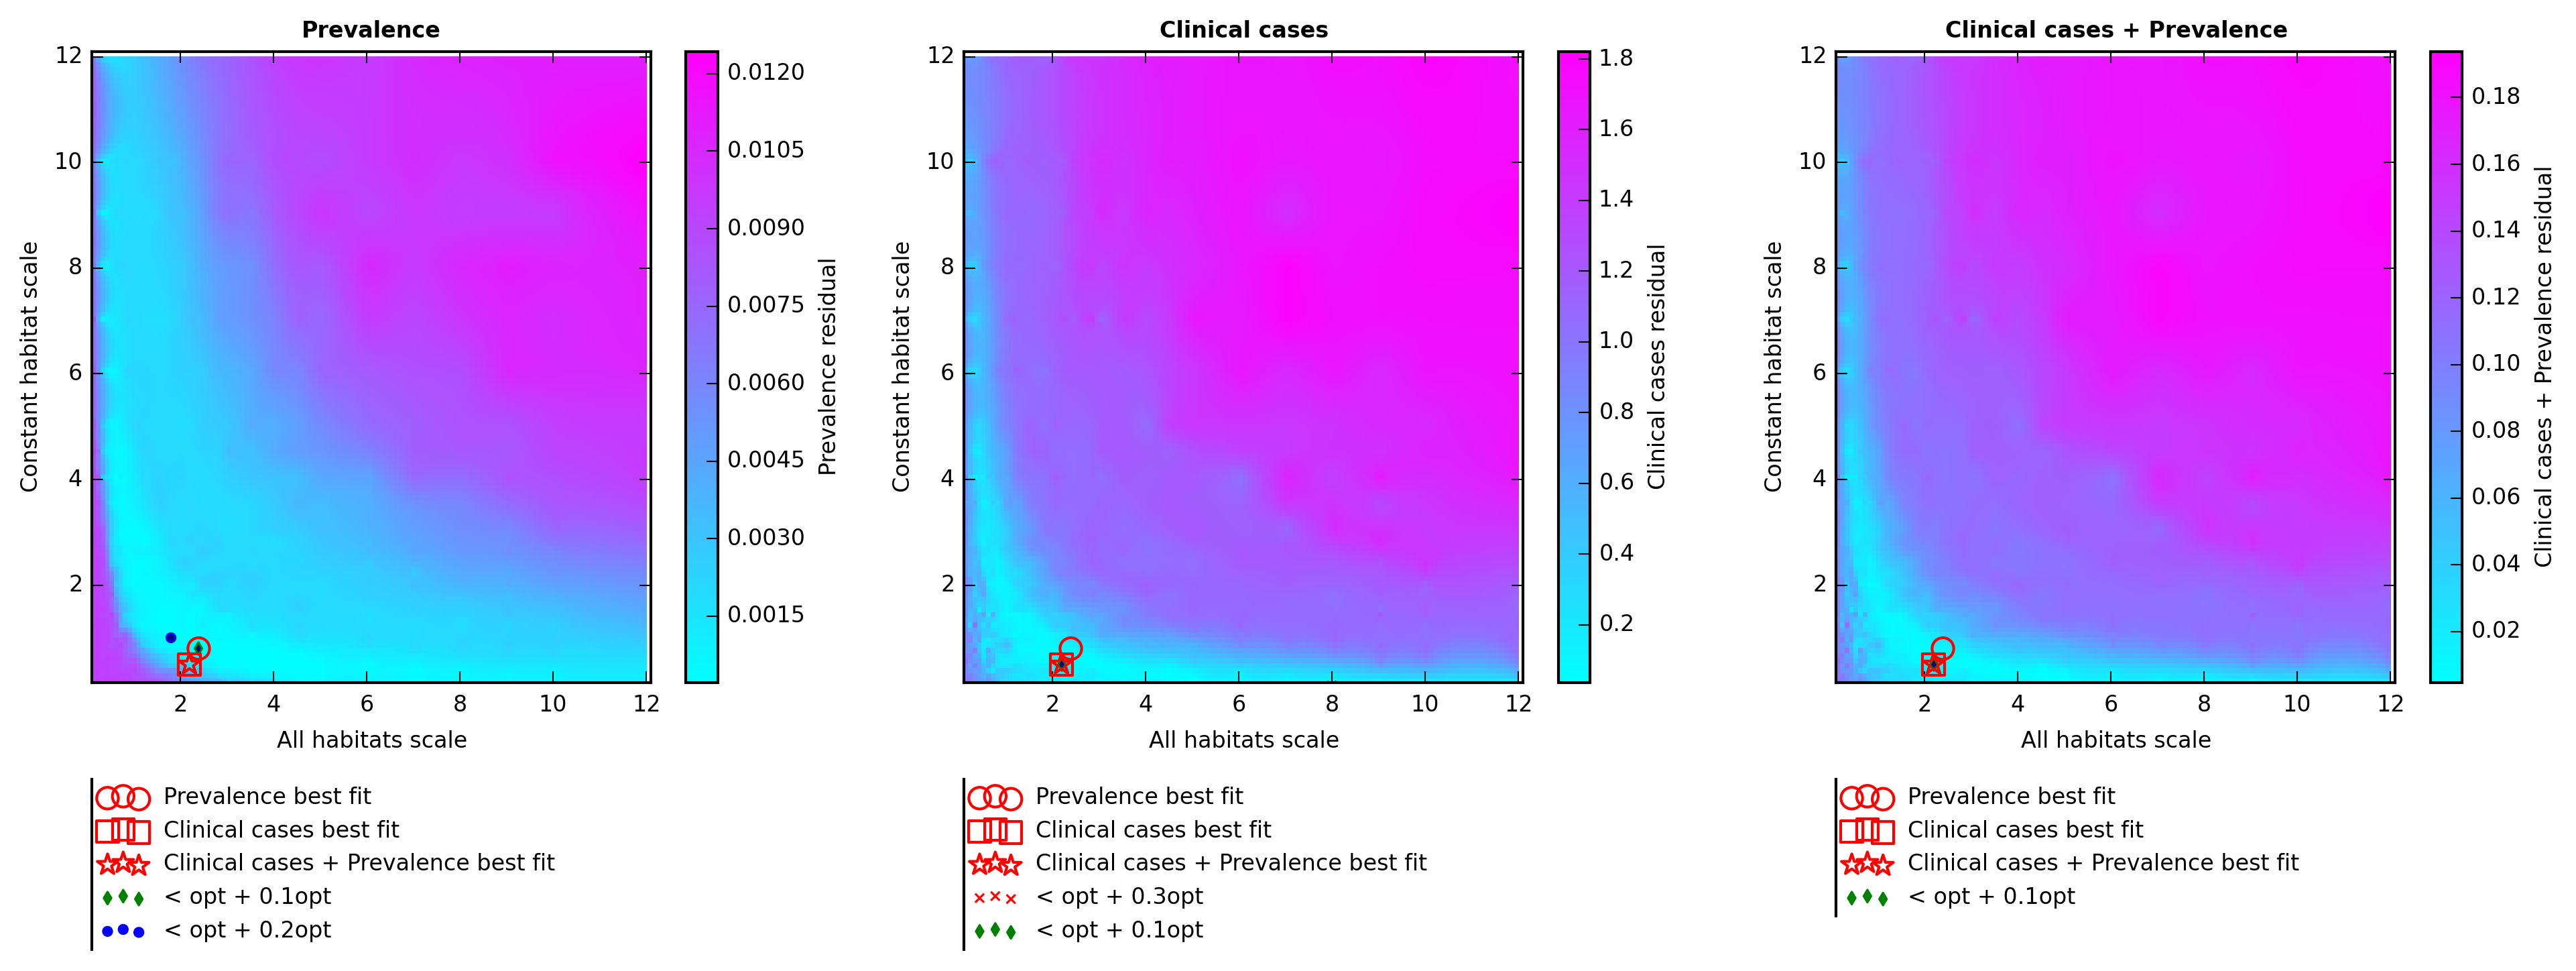 Prevalence
12
10
8
6
4
2
2 4 6 8 10 12
Constant habitat scale
All habitats scale
0.0120
0.0105
0.0090
0.0075
0.0060
0.0045
0.0030
0.0015
Prevalence residual
Prevalence best fit
Clinical cases best fit
Clinical cases + Prevalence best fit
< opt + 0.1opt
< opt + 0.2opt
Clinical cases
12
10
8
6
4
2
2 4 6 8 10 12
Constant habitat scale
All habitats scale
1.8
1.6
1.4
1.2
1.0
0.8
0.6
0.4
0.2
Clinical cases residual
Prevalence best fit
Clinical cases best fit
Clinical cases + Prevalence best fit
< opt + 0.3opt
< opt + 0.1opt
Clinical cases + Prevalence
12
10
8
6
4
2
2 4 6 8 10 12
Constant habitat scale
All habitats scale
0.18
0.16
0.14
0.12
0.10
0.08
0.06
0.04
0.02
Clinical cases + Prevalence residual
Prevalence best fit
Clinical cases best fit
Clinical cases + Prevalence best fit
< opt + 0.1opt